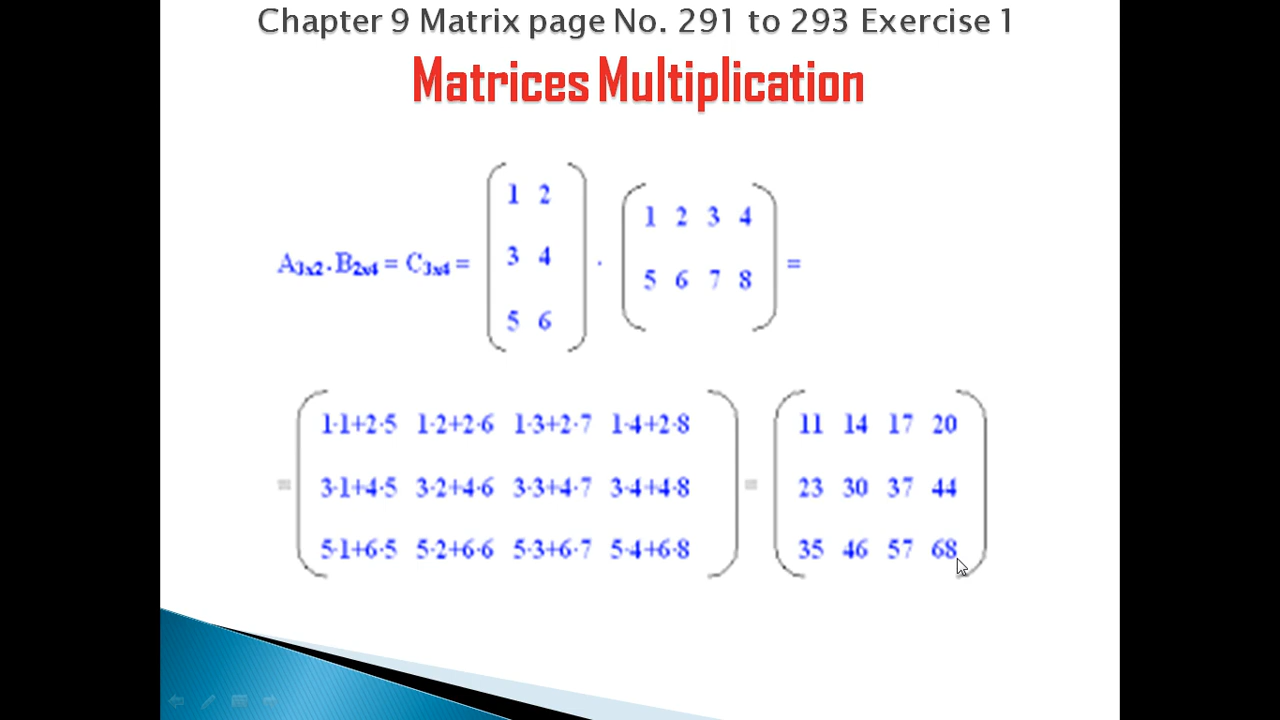 Chapter 9 Matrix page No. 291 to 293 Exercise 1
Matrices Multiplication
1 2
1 2 3 4
A3x2 . B2x4 = C3x4 = 3 4 . =
5 6 7 8
5 6
1·1+2·5 1·2+2·6 1·3+2·7 1·4+2·8 11 14 17 20
= 3·1+4·5 3·2+4·6 3·3+4·7 3·4+4·8 = 23 30 37 44
5·1+6·5 5·2+6·6 5·3+6·7 5·4+6·8 35 46 57 68